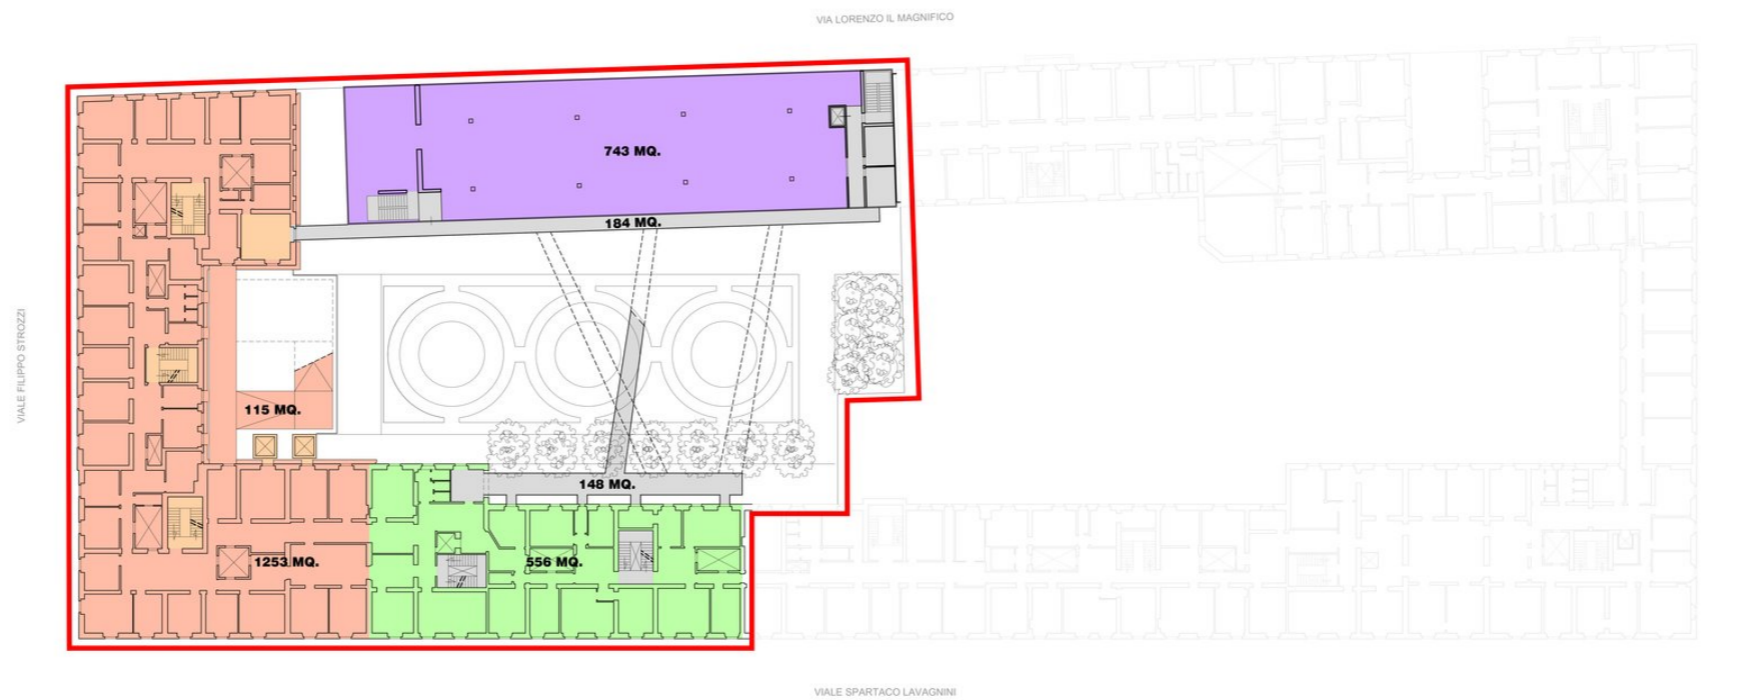 VIA LORENZO IL MAGNIFICO
743 MQ.
184 MQ.
VIALE FILIPPO STROZZI
115 MQ.
148 MQ.
1253 MQ.
556 MQ.
VIALE SPARTACO LAVAGNINI